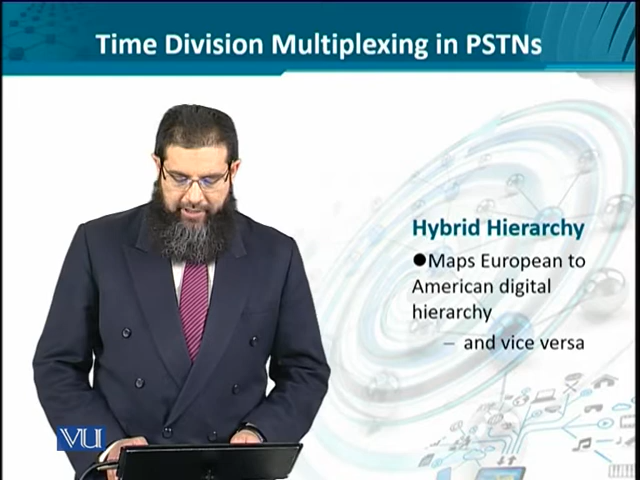 Time Division Multiplexing in PSTNs
Hybrid Hierarchy
●Maps European to
American digital
hierarchy
– and vice versa
VU